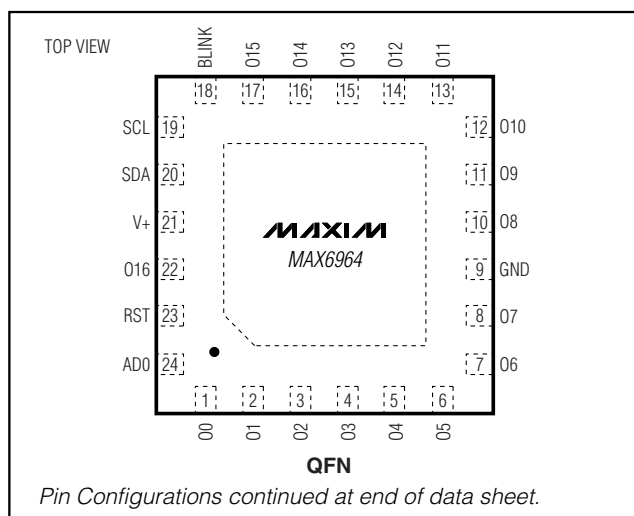 TOP VIEW
BLINK O15 O14 O13 O12 O11
18 17 16 15 14 13
SCL 19
12 O10
SDA 20
11 O9
V+ 21
10 O8
MAXIM
MAX6964
O16 22
9 GND
RST 23
8 O7
AD0 24
7 O6
1 2 3 4 5 6
O0 O1 O2 O3 O4 O5
QFN
Pin Configurations continued at end of data sheet.